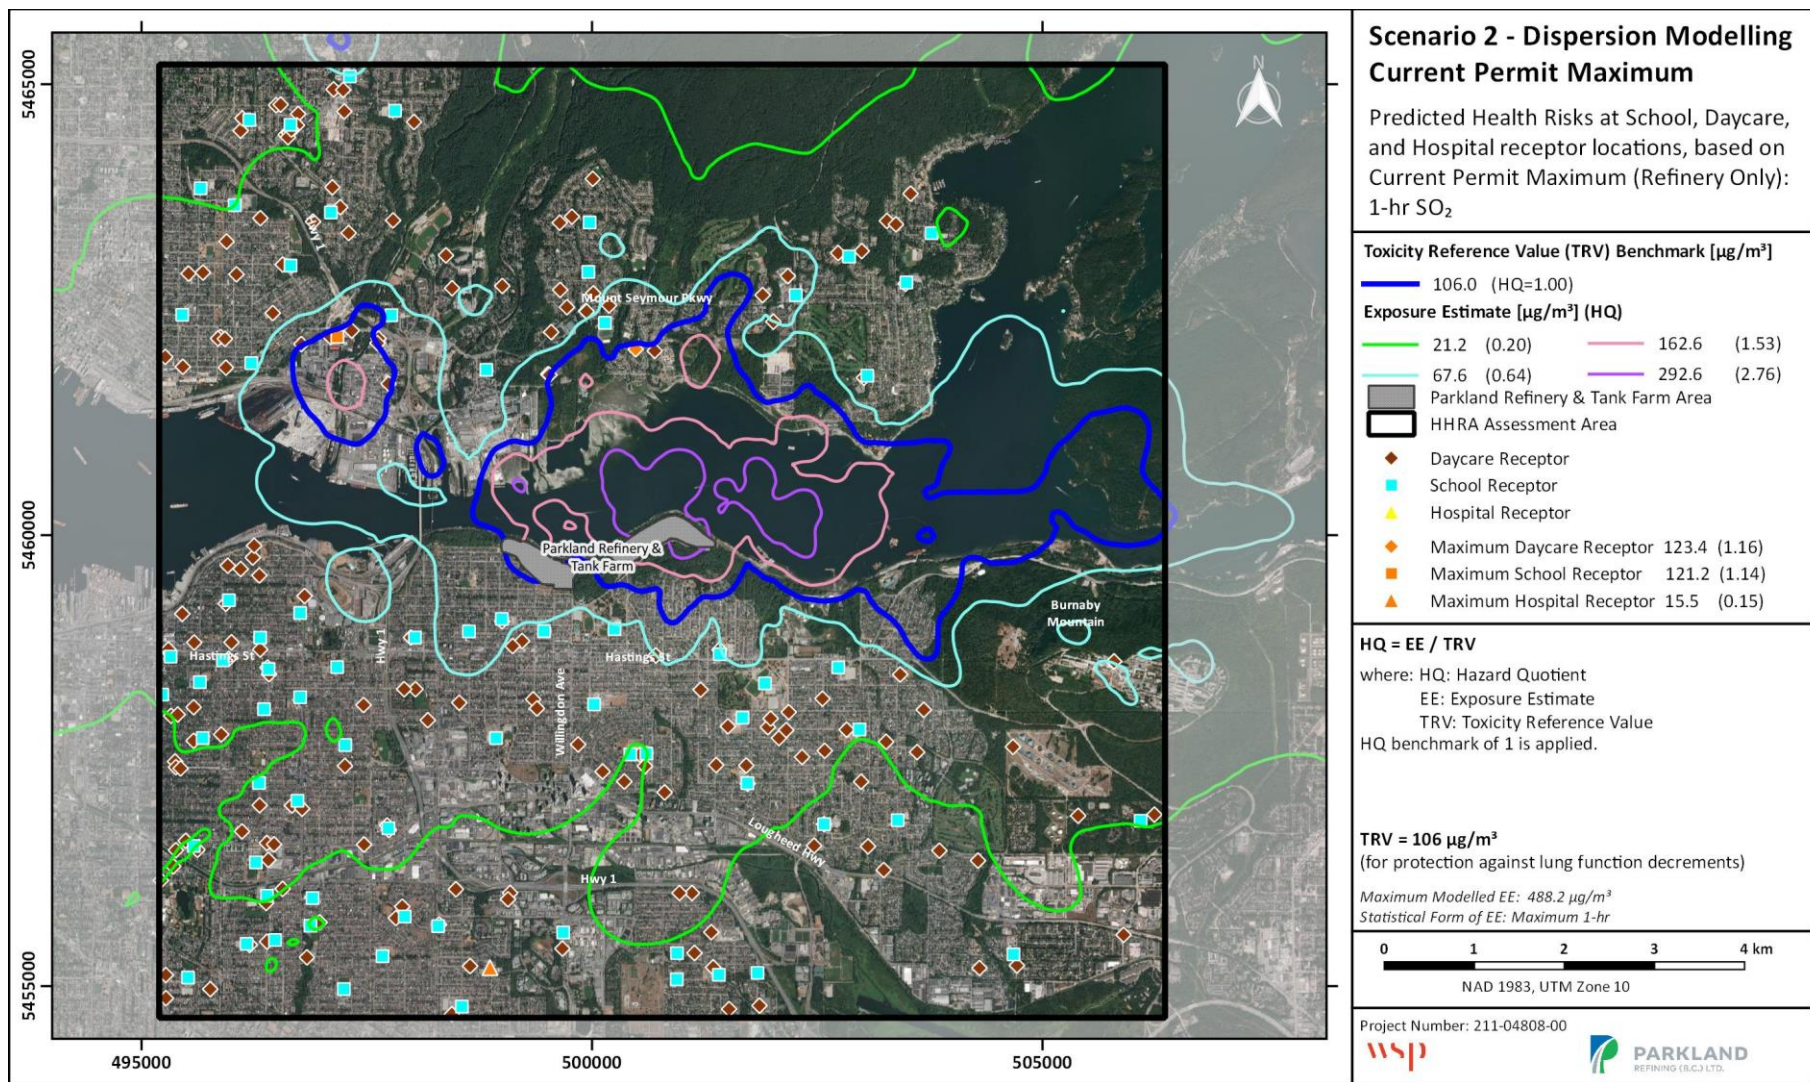 Scenario 2 - Dispersion Modelling
Current Permit Maximum
Predicted Health Risks at School, Daycare,
and Hospital receptor locations, based on
Current Permit Maximum (Refinery Only):
1-hr SO₂
Toxicity Reference Value (TRV) Benchmark [µg/m³]
106.0 (HQ=1.00)
Exposure Estimate [µg/m³] (HQ)
21.2 (0.20) 162.6 (1.53)
67.6 (0.64) 292.6 (2.76)
Parkland Refinery & Tank Farm Area
HHRA Assessment Area
Daycare Receptor
School Receptor
Hospital Receptor
Maximum Daycare Receptor 123.4 (1.16)
Maximum School Receptor 121.2 (1.14)
Maximum Hospital Receptor 15.5 (0.15)
HQ = EE / TRV
where: HQ: Hazard Quotient
EE: Exposure Estimate
TRV: Toxicity Reference Value
HQ benchmark of 1 is applied.
TRV = 106 µg/m³
(for protection against lung function decrements)
Maximum Modelled EE: 488.2 µg/m³
Statistical Form of EE: Maximum 1-hr
0 1 2 3 4 km
NAD 1983, UTM Zone 10
Project Number: 211-04808-00
wsp
PARKLAND
REFINING (B.C.) LTD.
N
5465000
5460000
5455000
495000 500000 505000
Hwy 1
Mount Seymour Pkwy
Parkland Refinery &
Tank Farm
Burnaby
Mountain
Hastings St
Hwy 1
Hastings St
Willingdon Ave
Lougheed Hwy
Hwy 1